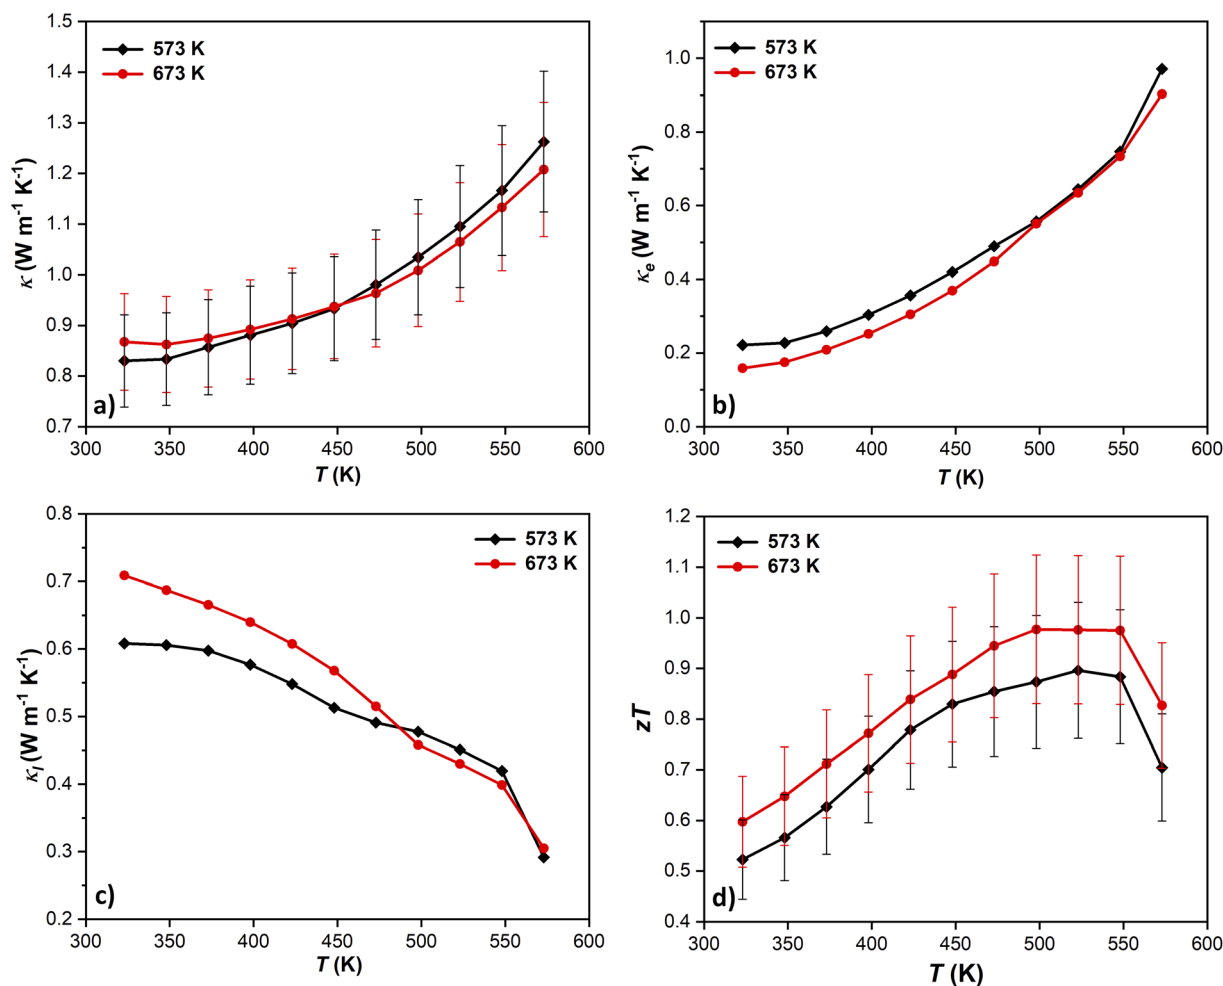 1.5
1.4
1.3
1.2
1.1
1.0
0.9
0.8
0.7
κ (W m⁻¹ K⁻¹)
573 K
673 K
a)
300 350 400 450 500 550 600
T (K)
1.0
0.8
0.6
0.4
0.2
0.0
κₑ (W m⁻¹ K⁻¹)
573 K
673 K
b)
300 350 400 450 500 550 600
T (K)
0.8
0.7
0.6
0.5
0.4
0.3
0.2
κₗ (W m⁻¹ K⁻¹)
573 K
673 K
c)
300 350 400 450 500 550 600
T (K)
1.2
1.1
1.0
0.9
0.8
0.7
0.6
0.5
0.4
zT
573 K
673 K
d)
300 350 400 450 500 550 600
T (K)